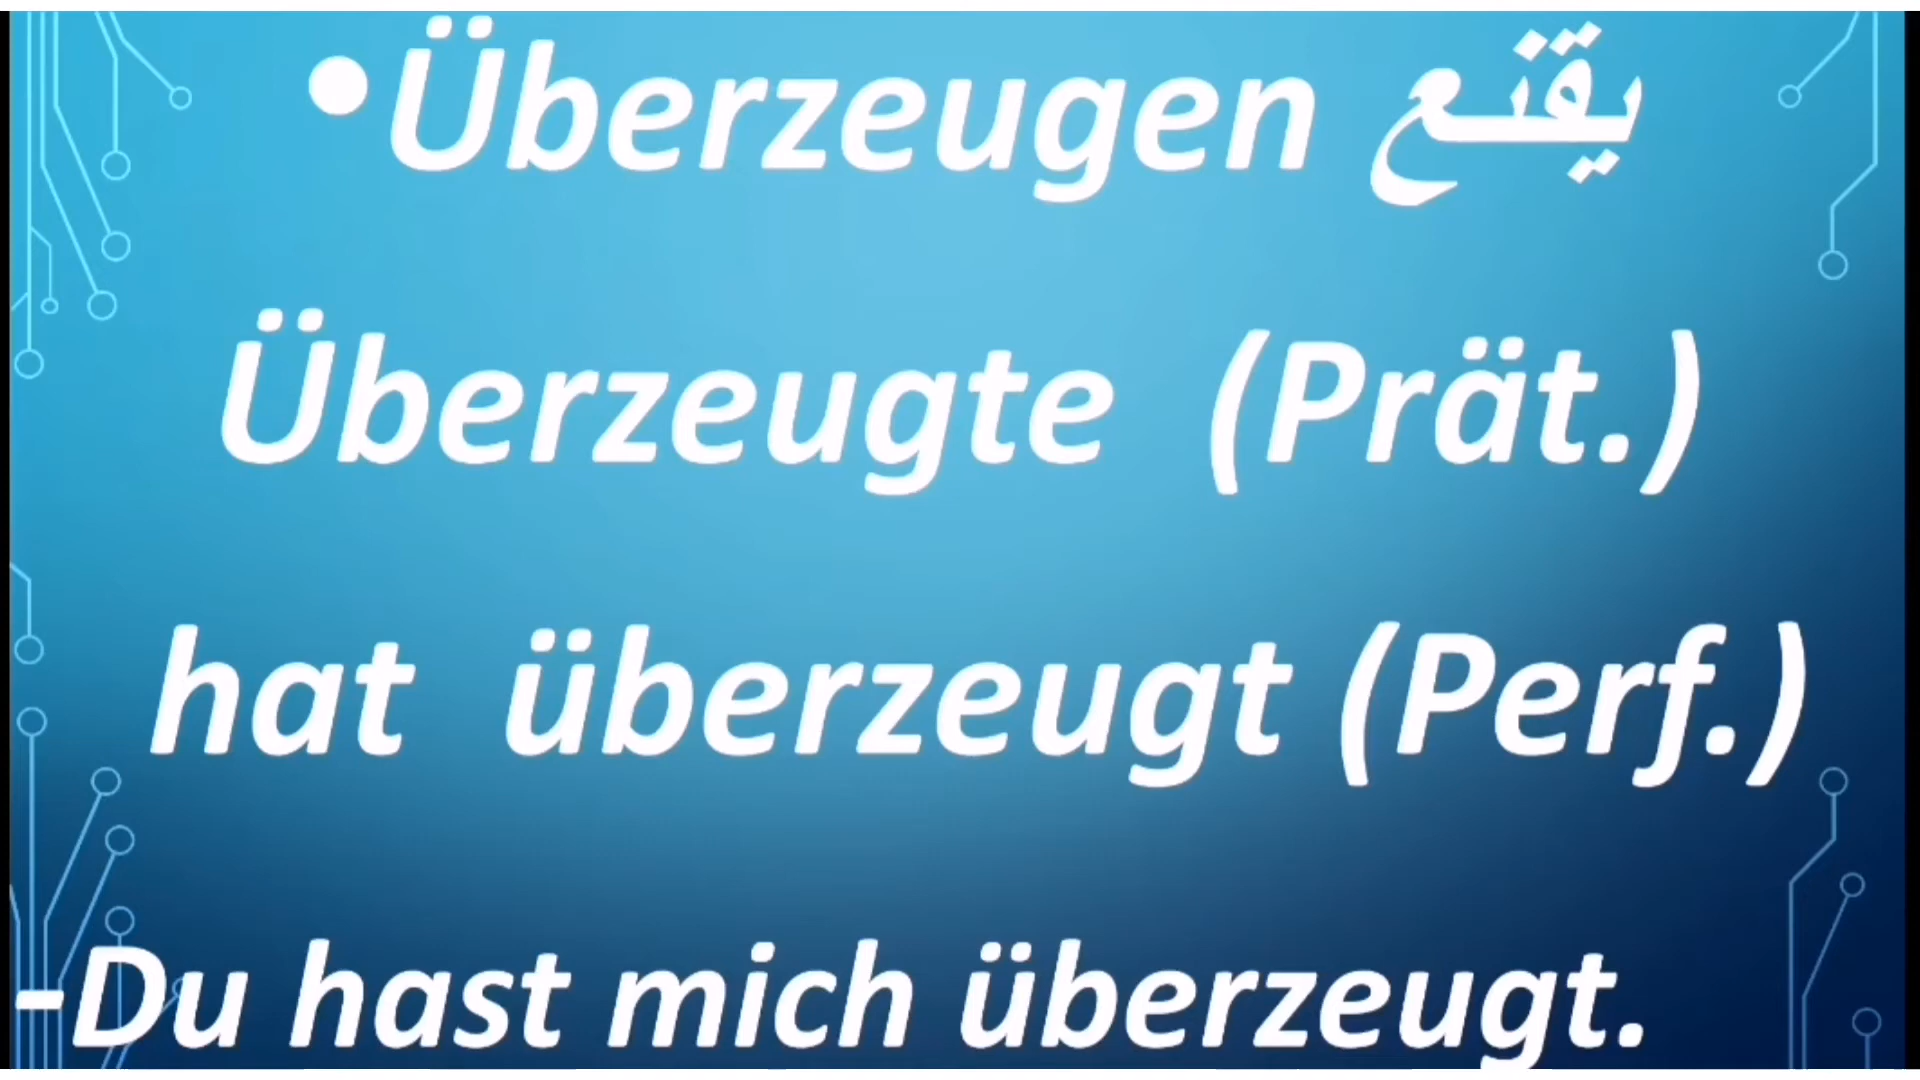 •Überzeugen يقنع
Überzeugte (Prät.)
hat überzeugt (Perf.)
-Du hast mich überzeugt.